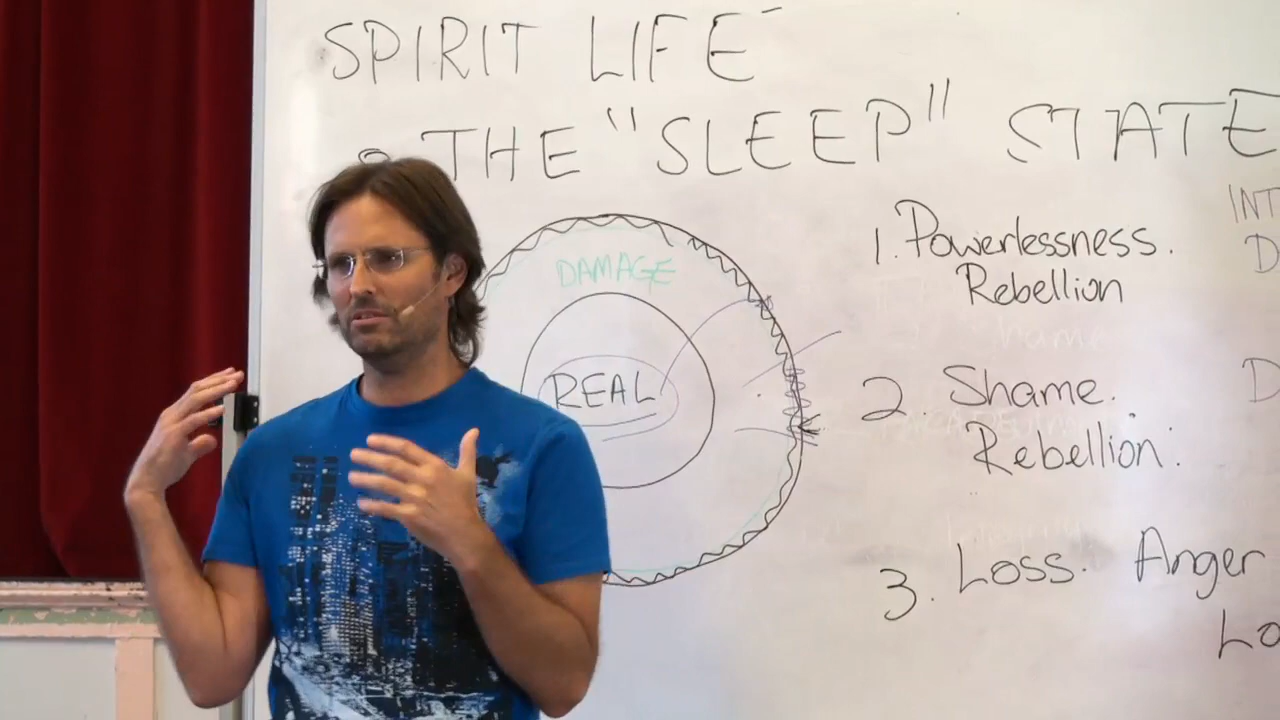 SPIRIT LIFE
THE "SLEEP" STATE
DAMAGE
REAL
1. Powerlessness.
Rebellion
2. Shame.
Rebellion.
3. Loss. Anger